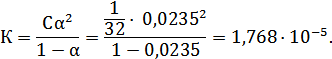 K = Cα²/(1 − α) = (1/32 · 0,0235²)/(1 − 0,0235) = 1,768 · 10⁻⁵.